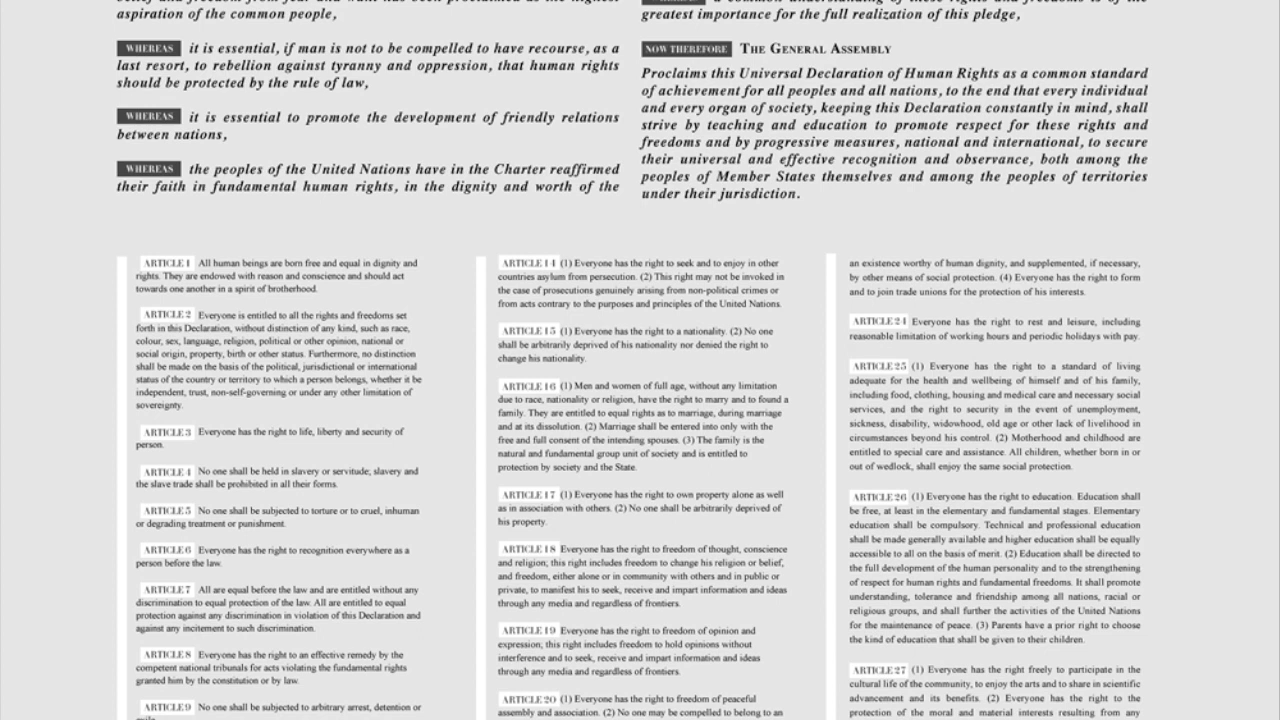 aspiration of the common people,
WHEREAS it is essential, if man is not to be compelled to have recourse, as a
last resort, to rebellion against tyranny and oppression, that human rights
should be protected by the rule of law,
WHEREAS it is essential to promote the development of friendly relations
between nations,
WHEREAS the peoples of the United Nations have in the Charter reaffirmed
their faith in fundamental human rights, in the dignity and worth of the
greatest importance for the full realization of this pledge,
NOW THEREFORE THE GENERAL ASSEMBLY
Proclaims this Universal Declaration of Human Rights as a common standard
of achievement for all peoples and all nations, to the end that every individual
and every organ of society, keeping this Declaration constantly in mind, shall
strive by teaching and education to promote respect for these rights and
freedoms and by progressive measures, national and international, to secure
their universal and effective recognition and observance, both among the
peoples of Member States themselves and among the peoples of territories
under their jurisdiction.
ARTICLE 1 All human beings are born free and equal in dignity and
rights. They are endowed with reason and conscience and should act
towards one another in a spirit of brotherhood.
ARTICLE 2 Everyone is entitled to all the rights and freedoms set
forth in this Declaration, without distinction of any kind, such as race,
colour, sex, language, religion, political or other opinion, national or
social origin, property, birth or other status. Furthermore, no distinction
shall be made on the basis of the political, jurisdictional or international
status of the country or territory to which a person belongs, whether it be
independent, trust, non-self-governing or under any other limitation of
sovereignty.
ARTICLE 3 Everyone has the right to life, liberty and security of
person.
ARTICLE 4 No one shall be held in slavery or servitude; slavery and
the slave trade shall be prohibited in all their forms.
ARTICLE 5 No one shall be subjected to torture or to cruel, inhuman
or degrading treatment or punishment.
ARTICLE 6 Everyone has the right to recognition everywhere as a
person before the law.
ARTICLE 7 All are equal before the law and are entitled without any
discrimination to equal protection of the law. All are entitled to equal
protection against any discrimination in violation of this Declaration and
against any incitement to such discrimination.
ARTICLE 8 Everyone has the right to an effective remedy by the
competent national tribunals for acts violating the fundamental rights
granted him by the constitution or by law.
ARTICLE 9 No one shall be subjected to arbitrary arrest, detention or
ARTICLE 14 (1) Everyone has the right to seek and to enjoy in other
countries asylum from persecution. (2) This right may not be invoked in
the case of prosecutions genuinely arising from non-political crimes or
from acts contrary to the purposes and principles of the United Nations.
ARTICLE 15 (1) Everyone has the right to a nationality. (2) No one
shall be arbitrarily deprived of his nationality nor denied the right to
change his nationality.
ARTICLE 16 (1) Men and women of full age, without any limitation
due to race, nationality or religion, have the right to marry and to found a
family. They are entitled to equal rights as to marriage, during marriage
and at its dissolution. (2) Marriage shall be entered into only with the
free and full consent of the intending spouses. (3) The family is the
natural and fundamental group unit of society and is entitled to
protection by society and the State.
ARTICLE 17 (1) Everyone has the right to own property alone as well
as in association with others. (2) No one shall be arbitrarily deprived of
his property.
ARTICLE 18 Everyone has the right to freedom of thought, conscience
and religion; this right includes freedom to change his religion or belief,
and freedom, either alone or in community with others and in public or
private, to manifest his to seek, receive and impart information and ideas
through any media and regardless of frontiers.
ARTICLE 19 Everyone has the right to freedom of opinion and
expression; this right includes freedom to hold opinions without
interference and to seek, receive and impart information and ideas
through any media and regardless of frontiers.
ARTICLE 20 (1) Everyone has the right to freedom of peaceful
assembly and association. (2) No one may be compelled to belong to an
an existence worthy of human dignity, and supplemented, if necessary,
by other means of social protection. (4) Everyone has the right to form
and to join trade unions for the protection of his interests.
ARTICLE 24 Everyone has the right to rest and leisure, including
reasonable limitation of working hours and periodic holidays with pay.
ARTICLE 25 (1) Everyone has the right to a standard of living
adequate for the health and wellbeing of himself and of his family,
including food, clothing, housing and medical care and necessary social
services, and the right to security in the event of unemployment,
sickness, disability, widowhood, old age or other lack of livelihood in
circumstances beyond his control. (2) Motherhood and childhood are
entitled to special care and assistance. All children, whether born in or
out of wedlock, shall enjoy the same social protection.
ARTICLE 26 (1) Everyone has the right to education. Education shall
be free, at least in the elementary and fundamental stages. Elementary
education shall be compulsory. Technical and professional education
shall be made generally available and higher education shall be equally
accessible to all on the basis of merit. (2) Education shall be directed to
the full development of the human personality and to the strengthening
of respect for human rights and fundamental freedoms. It shall promote
understanding, tolerance and friendship among all nations, racial or
religious groups, and shall further the activities of the United Nations
for the maintenance of peace. (3) Parents have a prior right to choose
the kind of education that shall be given to their children.
ARTICLE 27 (1) Everyone has the right freely to participate in the
cultural life of the community, to enjoy the arts and to share in scientific
advancement and its benefits. (2) Everyone has the right to the
protection of the moral and material interests resulting from any